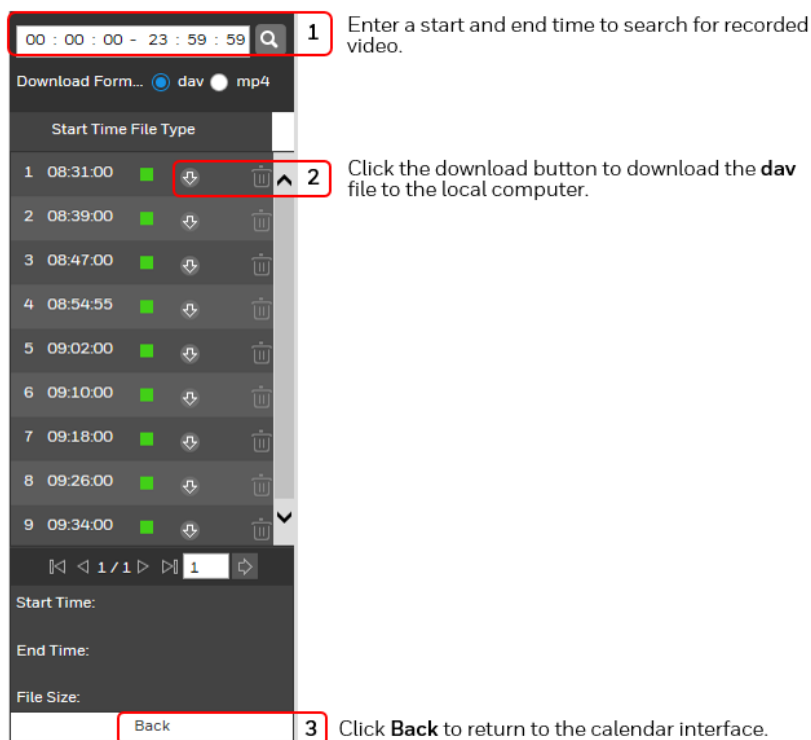 00 : 00 : 00 - 23 : 59 : 59
1
Enter a start and end time to search for recorded
video.
Download Form... dav mp4
Start Time File Type
1 08:31:00
2
Click the download button to download the dav
file to the local computer.
2 08:39:00
3 08:47:00
4 08:54:55
5 09:02:00
6 09:10:00
7 09:18:00
8 09:26:00
9 09:34:00
1 / 1 1
Start Time:
End Time:
File Size:
Back
3
Click Back to return to the calendar interface.